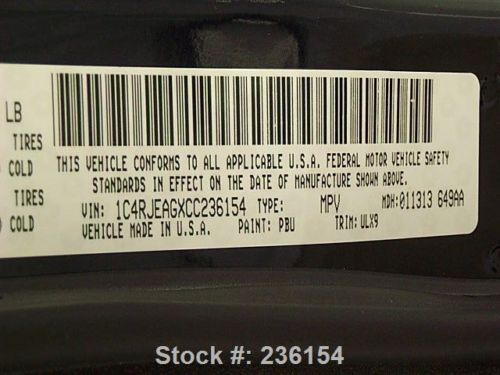 LB
TIRES
COLD
TIRES
COLD
THIS VEHICLE CONFORMS TO ALL APPLICABLE U.S.A. FEDERAL MOTOR VEHICLE SAFETY
STANDARDS IN EFFECT ON THE DATE OF MANUFACTURE SHOWN ABOVE.
VIN: 1C4RJEAGXCC236154 TYPE: MPV MDH:011313 649AA
VEHICLE MADE IN U.S.A. PAINT: PBU TRIM: ULX9
Stock #: 236154